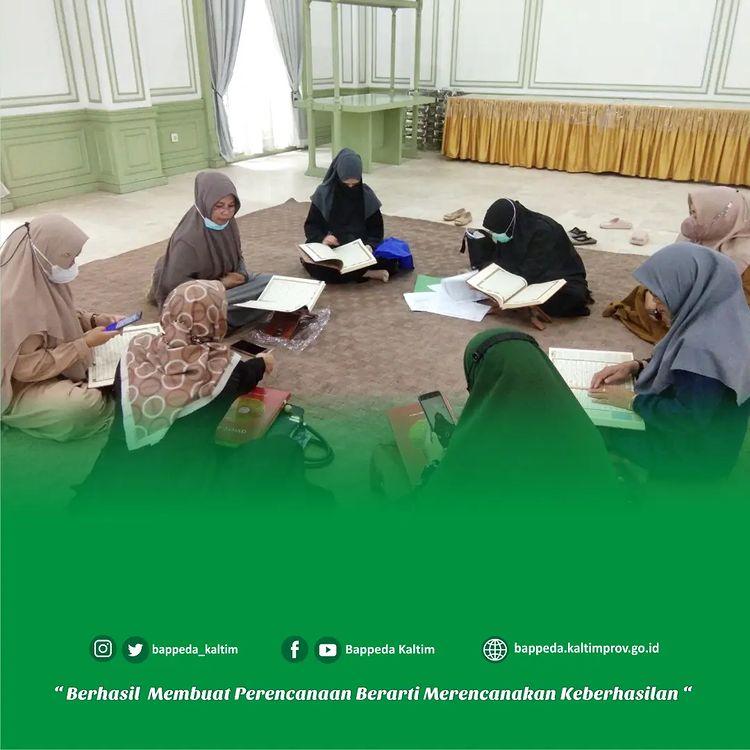 bappeda_kaltim
Bappeda Kaltim
bappeda.kaltimprov.go.id
“ Berhasil Membuat Perencanaan Berarti Merencanakan Keberhasilan “